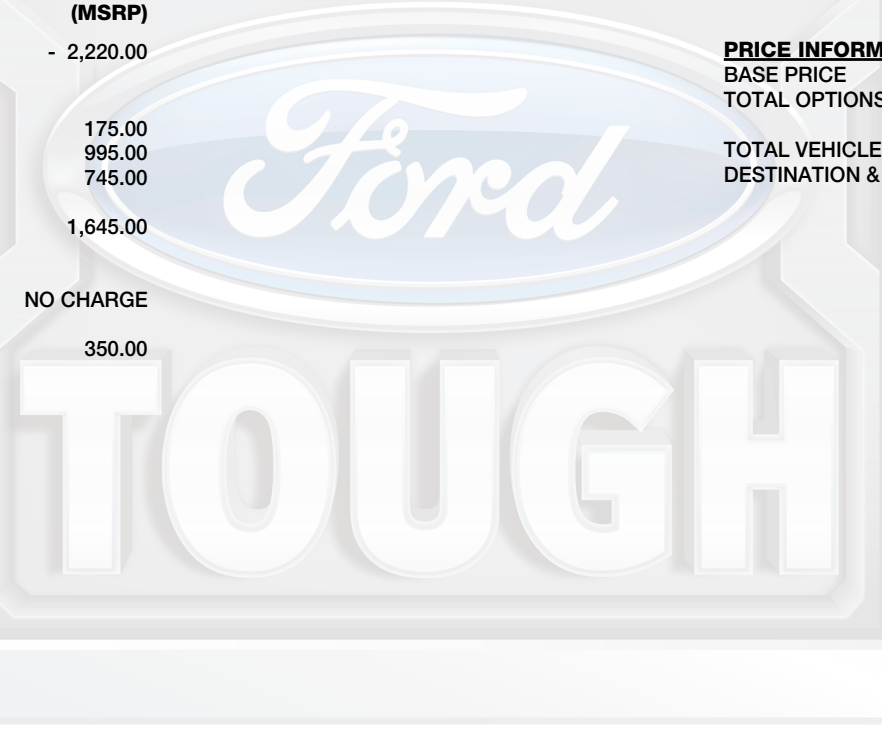 (MSRP)
- 2,220.00
175.00
995.00
745.00
1,645.00
NO CHARGE
350.00
PRICE INFORM
BASE PRICE
TOTAL OPTIONS
TOTAL VEHICLE
DESTINATION &
Ford
TOUGH